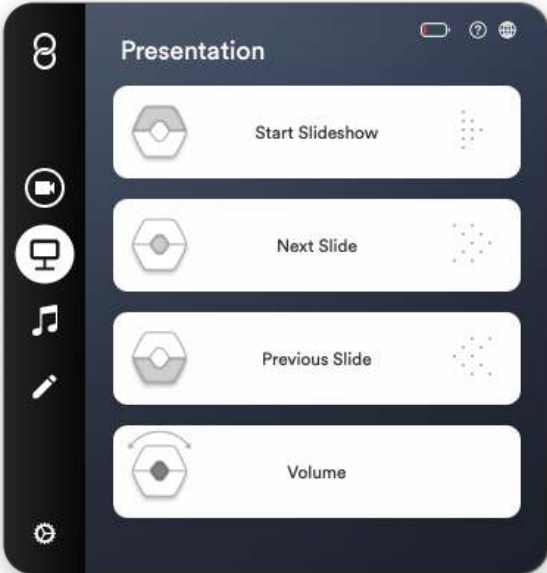 Presentation
Start Slideshow
Next Slide
Previous Slide
Volume